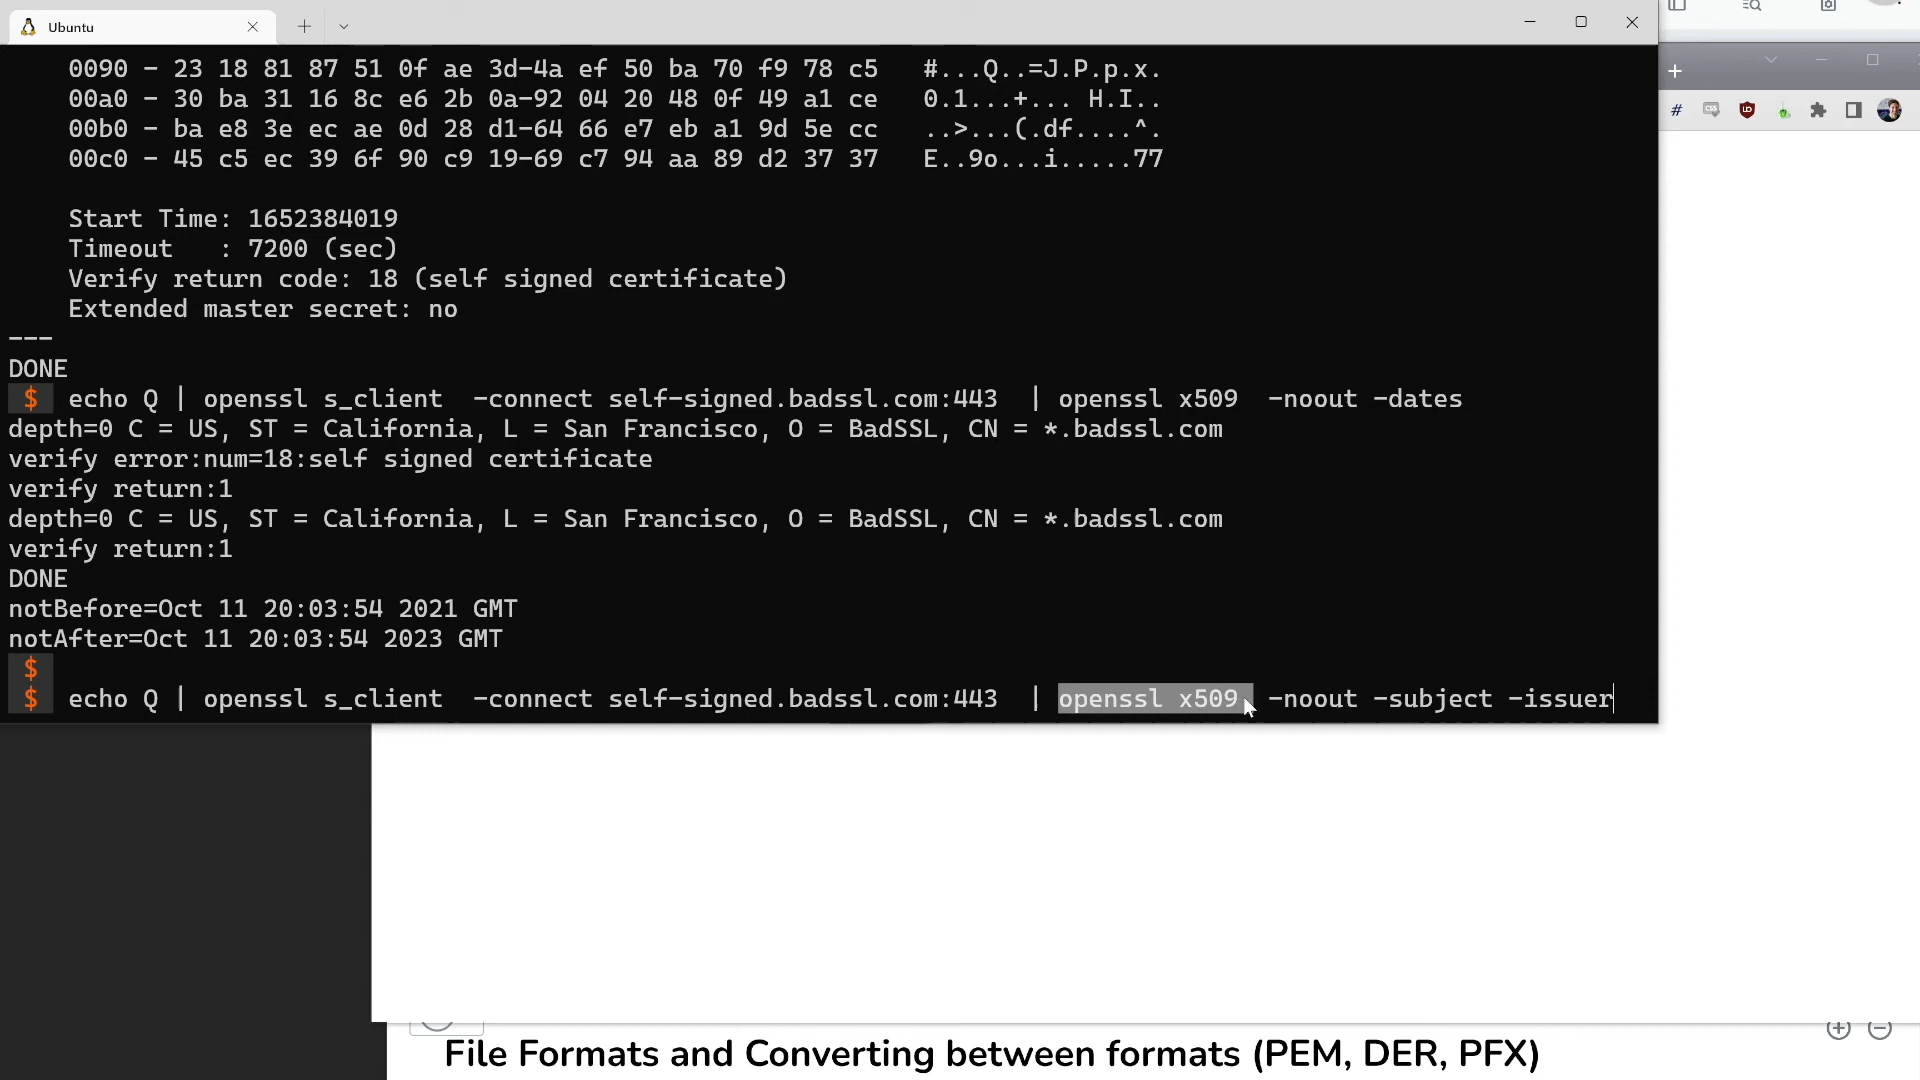 Ubuntu
0090 - 23 18 81 87 51 0f ae 3d-4a ef 50 ba 70 f9 78 c5   #...Q..=J.P.p.x.
00a0 - 30 ba 31 16 8c e6 2b 0a-92 04 20 48 0f 49 a1 ce   0.1...+... H.I..
00b0 - ba e8 3e ec ae 0d 28 d1-64 66 e7 eb a1 9d 5e cc   ..>...(.df....^.
00c0 - 45 c5 ec 39 6f 90 c9 19-69 c7 94 aa 89 d2 37 37   E..9o...i.....77
Start Time: 1652384019
Timeout   : 7200 (sec)
Verify return code: 18 (self signed certificate)
Extended master secret: no
---
DONE
$ echo Q | openssl s_client  -connect self-signed.badssl.com:443  | openssl x509  -noout -dates
depth=0 C = US, ST = California, L = San Francisco, O = BadSSL, CN = *.badssl.com
verify error:num=18:self signed certificate
verify return:1
depth=0 C = US, ST = California, L = San Francisco, O = BadSSL, CN = *.badssl.com
verify return:1
DONE
notBefore=Oct 11 20:03:54 2021 GMT
notAfter=Oct 11 20:03:54 2023 GMT
$
$ echo Q | openssl s_client  -connect self-signed.badssl.com:443  | openssl x509  -noout -subject -issuer
File Formats and Converting between formats (PEM, DER, PFX)